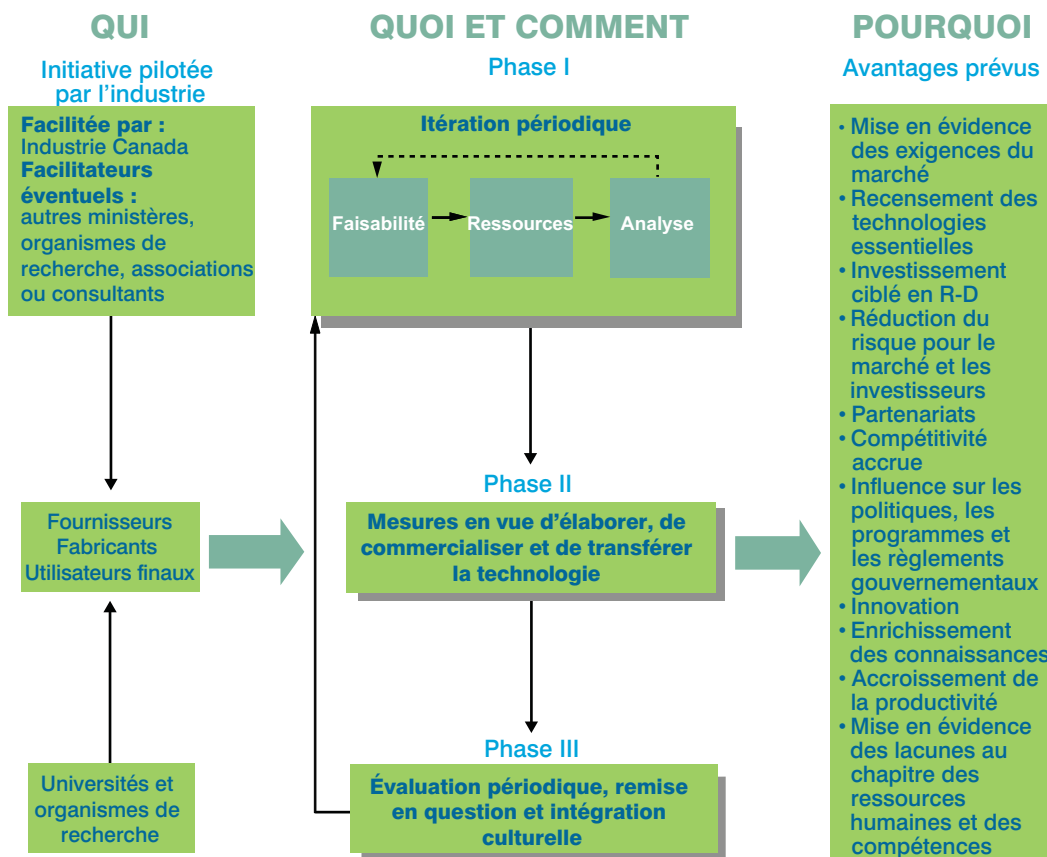 QUI
Initiative pilotée
par l'industrie
Facilitée par :
Industrie Canada
Facilitateurs
éventuels :
autres ministères,
organismes de
recherche, associations
ou consultants
Fournisseurs
Fabricants
Utilisateurs finaux
Universités et
organismes de
recherche
QUOI ET COMMENT
Phase I
Itération périodique
Faisabilité
Ressources
Analyse
Phase II
Mesures en vue d'élaborer, de
commercialiser et de transférer
la technologie
Phase III
Évaluation périodique, remise
en question et intégration
culturelle
POURQUOI
Avantages prévus
• Mise en évidence
des exigences du
marché
• Recensement des
technologies
essentielles
• Investissement
ciblé en R-D
• Réduction du
risque pour le
marché et les
investisseurs
• Partenariats
• Compétitivité
accrue
• Influence sur les
politiques, les
programmes et
les règlements
gouvernementaux
• Innovation
• Enrichissement
des connaissances
• Accroissement de
la productivité
• Mise en évidence
des lacunes au
chapitre des
ressources
humaines et des
compétences